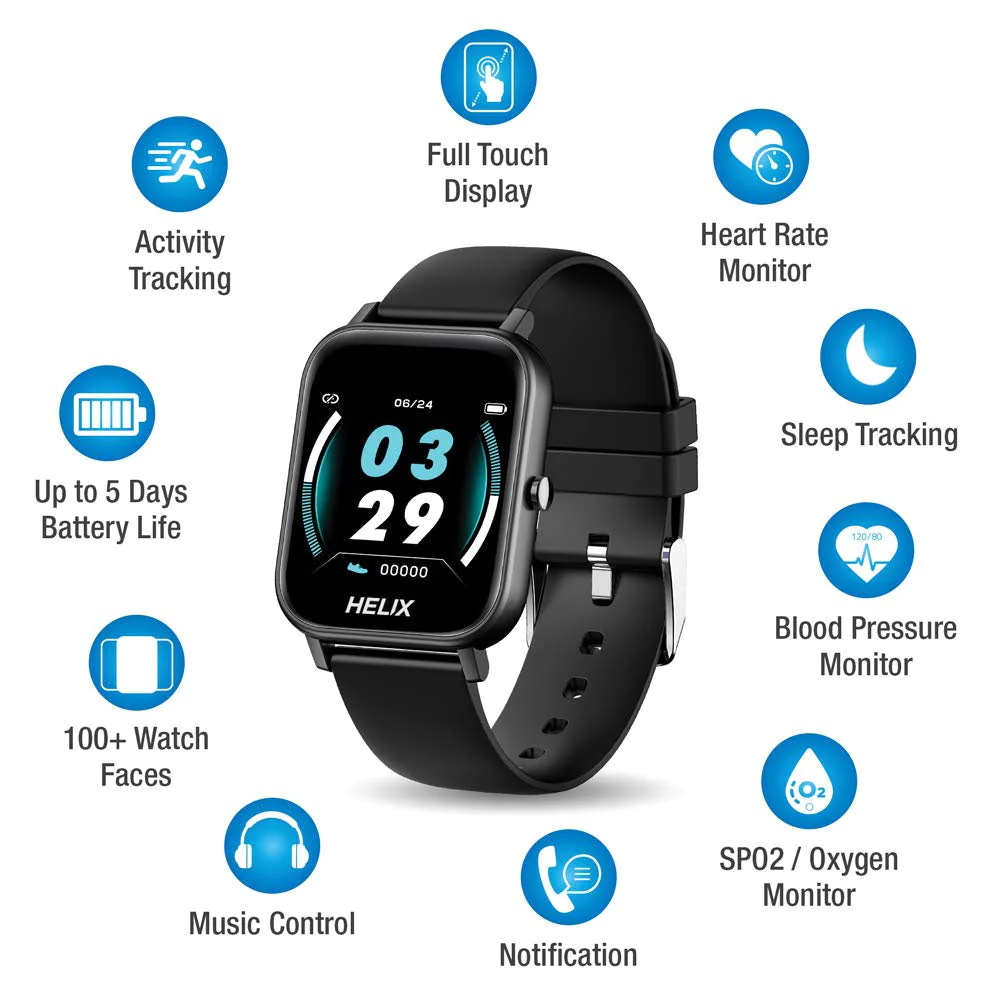 Full Touch
Display
Activity
Tracking
Heart Rate
Monitor
Up to 5 Days
Battery Life
06/24
03
29
00000
HELIX
Sleep Tracking
120/80
Blood Pressure
Monitor
100+ Watch
Faces
O2
SPO2 / Oxygen
Monitor
Music Control
Notification